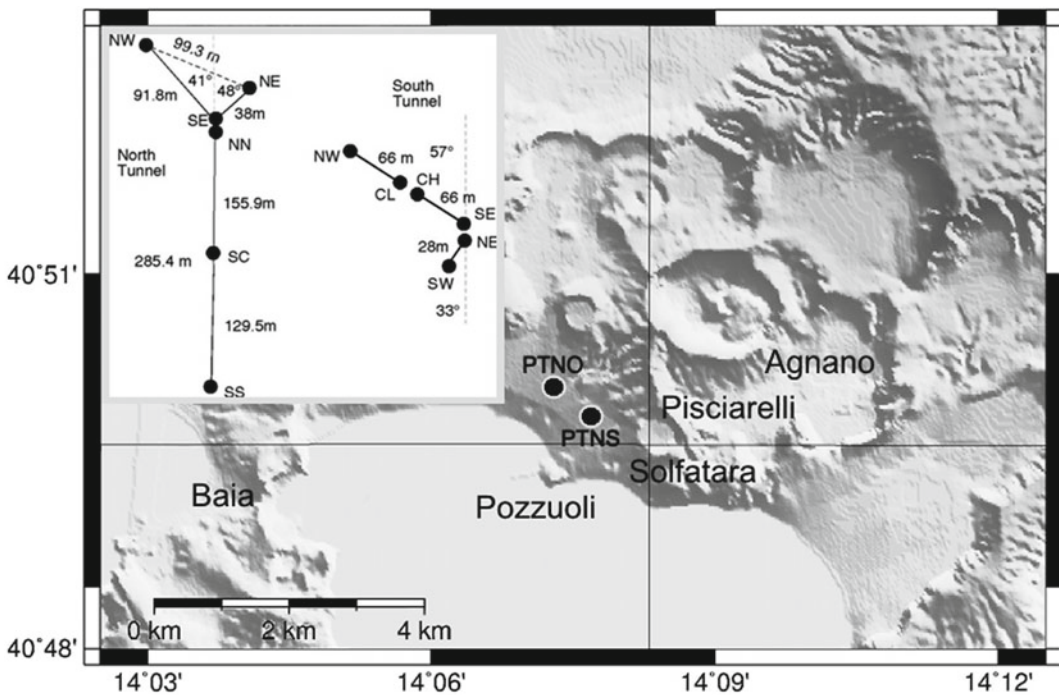 NW
99.3 m
41°
48°
NE
91.8m
38m
SE
NN
North
Tunnel
155.9m
285.4 m
SC
129.5m
SS
South
Tunnel
NW
57°
66 m
CH
CL
66 m
SE
NE
28m
SW
33°
40°51'
PTNO
Agnano
PTNS
Pisciarelli
Solfatara
Baia
Pozzuoli
0 km
2 km
4 km
40°48'
14°03'
14°06'
14°09'
14°12'